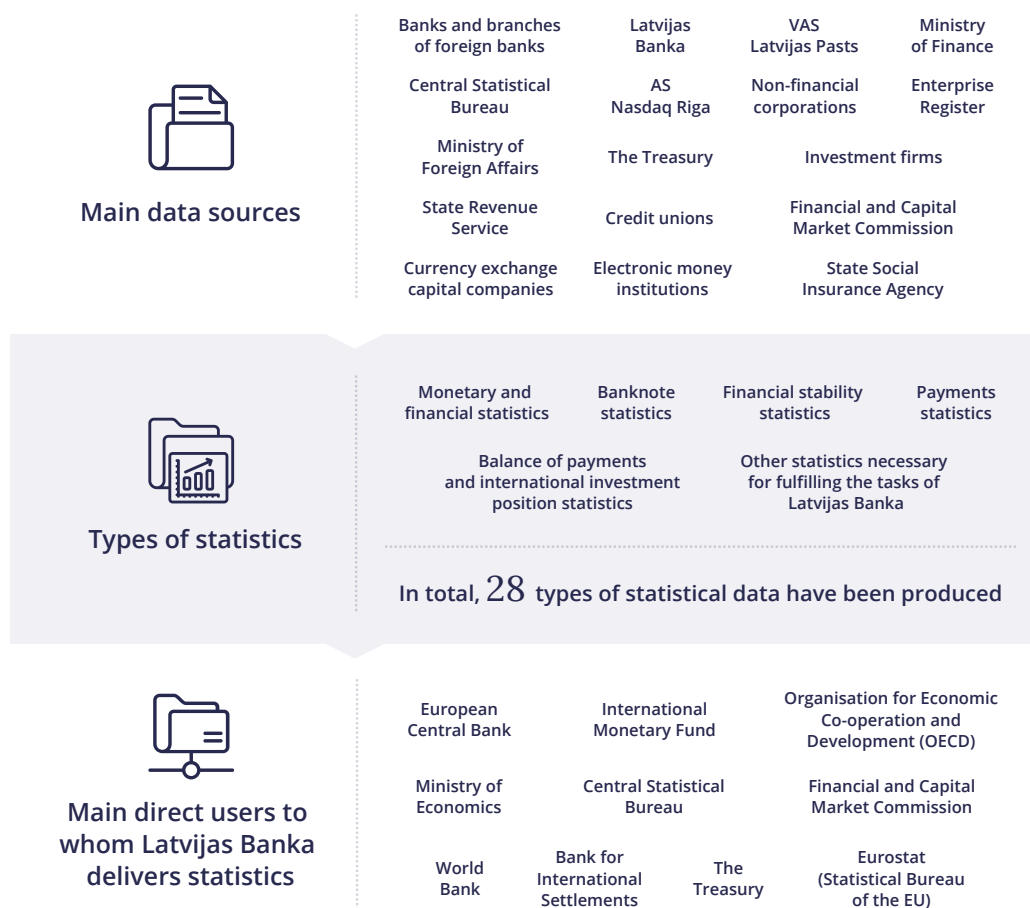 Main data sources
Banks and branches
of foreign banks
Latvijas
Banka
VAS
Latvijas Pasts
Ministry
of Finance
Central Statistical
Bureau
AS
Nasdaq Riga
Non-financial
corporations
Enterprise
Register
Ministry of
Foreign Affairs
The Treasury
Investment firms
State Revenue
Service
Credit unions
Financial and Capital
Market Commission
Currency exchange
capital companies
Electronic money
institutions
State Social
Insurance Agency
Types of statistics
Monetary and
financial statistics
Banknote
statistics
Financial stability
statistics
Payments
statistics
Balance of payments
and international investment
position statistics
Other statistics necessary
for fulfilling the tasks of
Latvijas Banka
In total, 28 types of statistical data have been produced
Main direct users to
whom Latvijas Banka
delivers statistics
European
Central Bank
International
Monetary Fund
Organisation for Economic
Co-operation and
Development (OECD)
Ministry of
Economics
Central Statistical
Bureau
Financial and Capital
Market Commission
World
Bank
Bank for
International
Settlements
The
Treasury
Eurostat
(Statistical Bureau
of the EU)